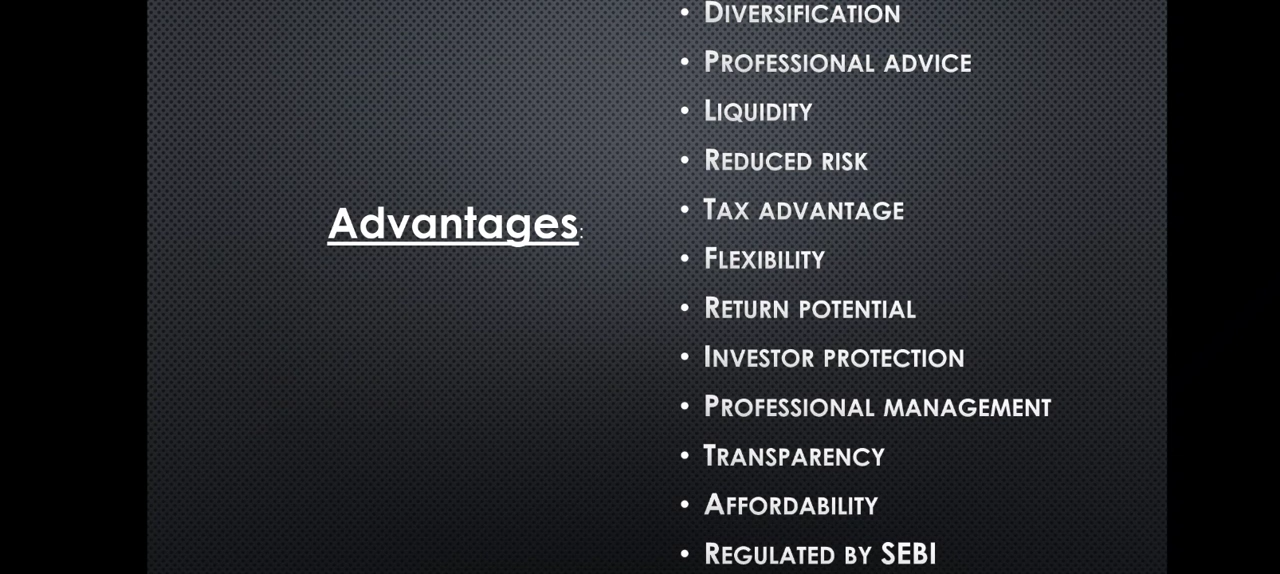 Advantages:
• Diversification
• Professional advice
• Liquidity
• Reduced risk
• Tax advantage
• Flexibility
• Return potential
• Investor protection
• Professional management
• Transparency
• Affordability
• Regulated by SEBI